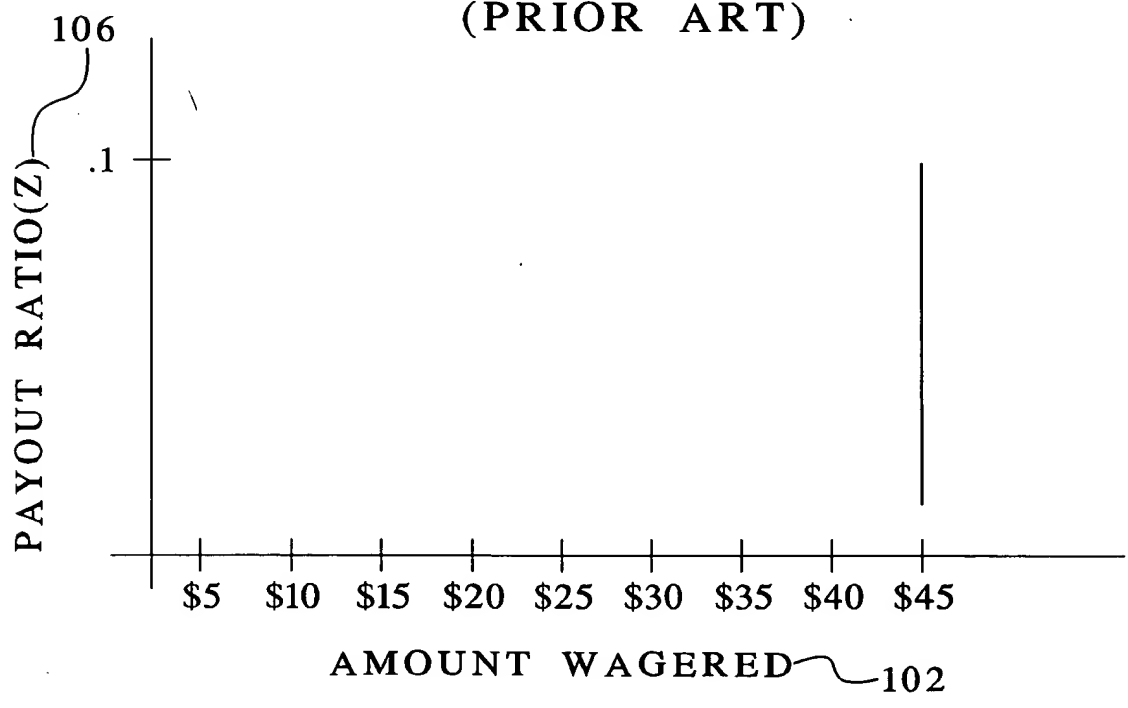 (PRIOR ART)
106
PAYOUT RATIO(Z)
.1
$5 $10 $15 $20 $25 $30 $35 $40 $45
AMOUNT WAGERED
102